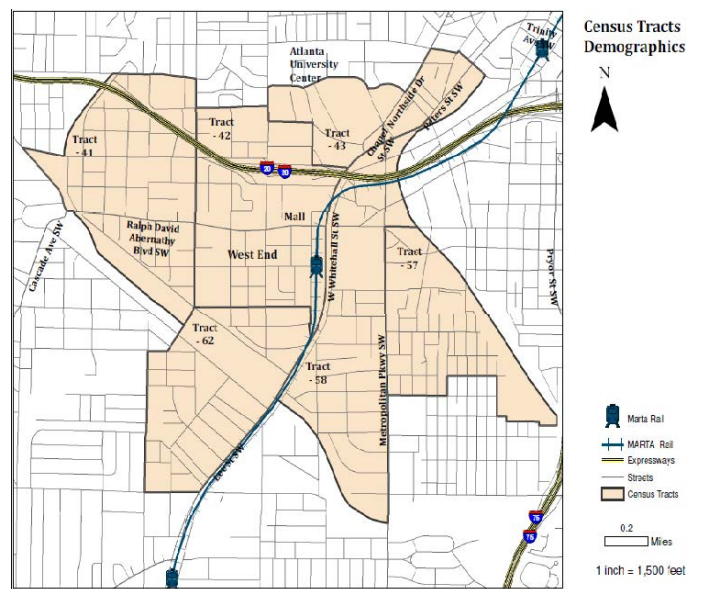 Census Tracts
Demographics
N
Trinity
Ave SW
Atlanta
University
Center
Chapel Northside Dr
St SW
Peters St SW
Tract
- 41
Tract
- 42
Tract
- 43
20
20
Mall
Ralph David
Abernathy
Blvd SW
West End
W Whitehall St SW
Cascade Ave SW
Tract
- 57
Pryor St SW
Tract
- 62
Tract
- 58
Metropolitan Pkwy SW
Lee St SW
75
75
Marta Rail
MARTA Rail
Expressways
Streets
Census Tracts
0.2
Miles
1 inch = 1,500 feet